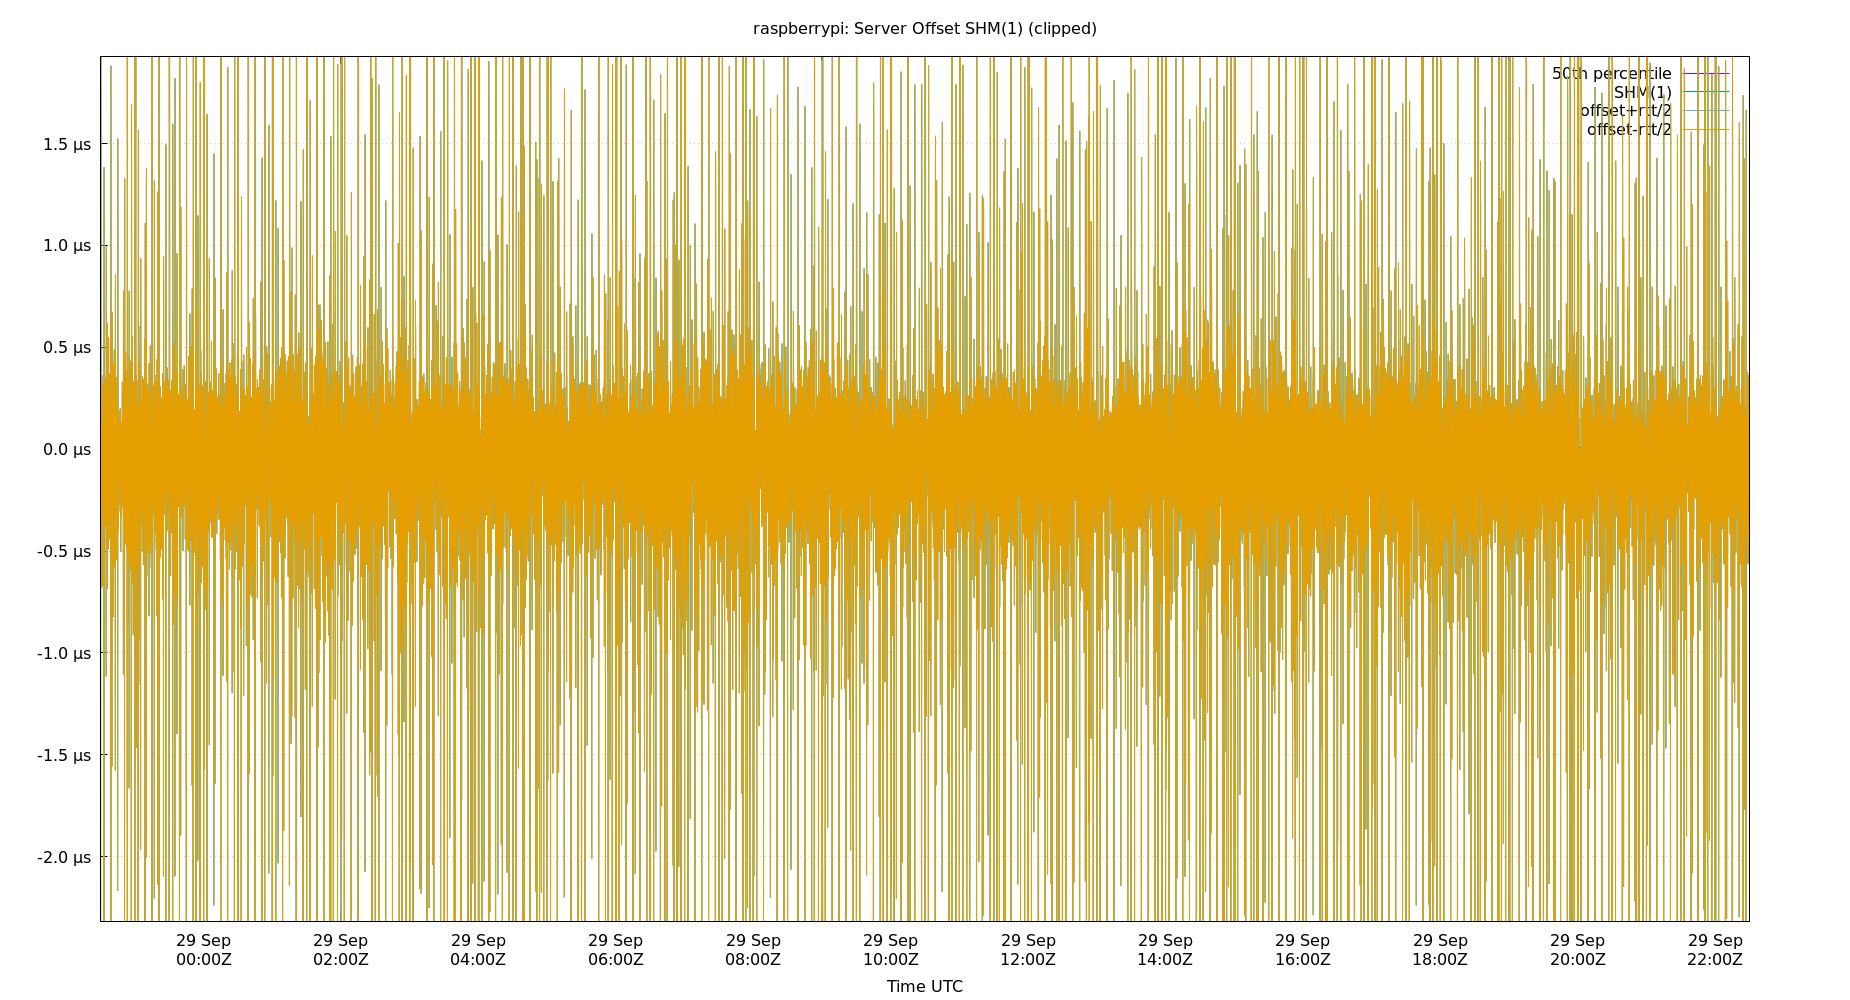 raspberrypi: Server Offset SHM(1) (clipped)
50th percentile
SHM(1)
offset+rtt/2
offset-rtt/2
1.5 µs
1.0 µs
0.5 µs
0.0 µs
-0.5 µs
-1.0 µs
-1.5 µs
-2.0 µs
29 Sep 29 Sep 29 Sep 29 Sep 29 Sep 29 Sep 29 Sep 29 Sep 29 Sep 29 Sep 29 Sep 29 Sep
00:00Z 02:00Z 04:00Z 06:00Z 08:00Z 10:00Z 12:00Z 14:00Z 16:00Z 18:00Z 20:00Z 22:00Z
Time UTC